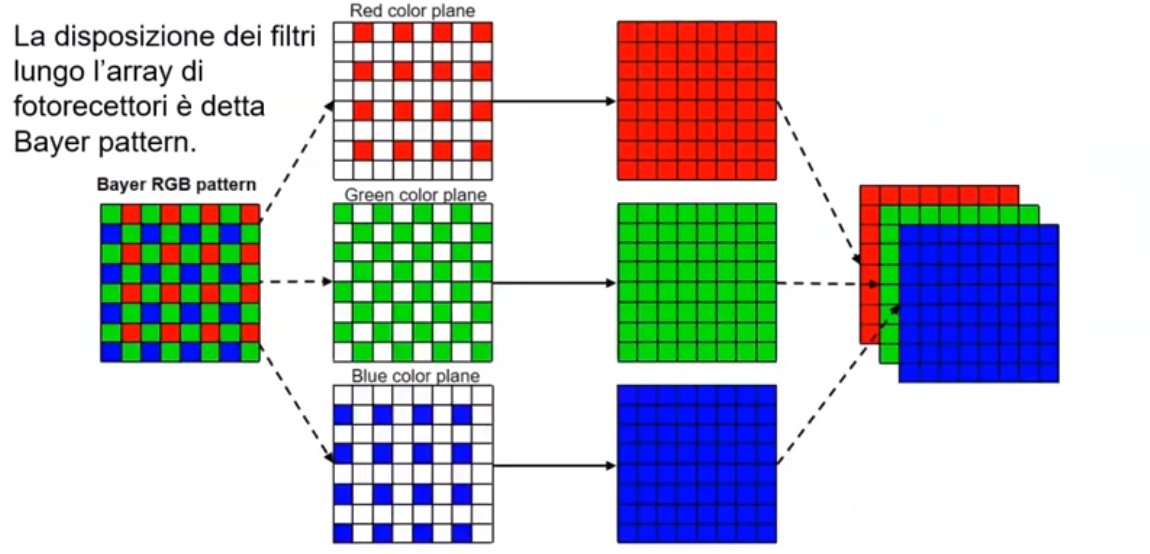 La disposizione dei filtri
lungo l'array di
fotorecettori è detta
Bayer pattern.
Bayer RGB pattern
Red color plane
Green color plane
Blue color plane